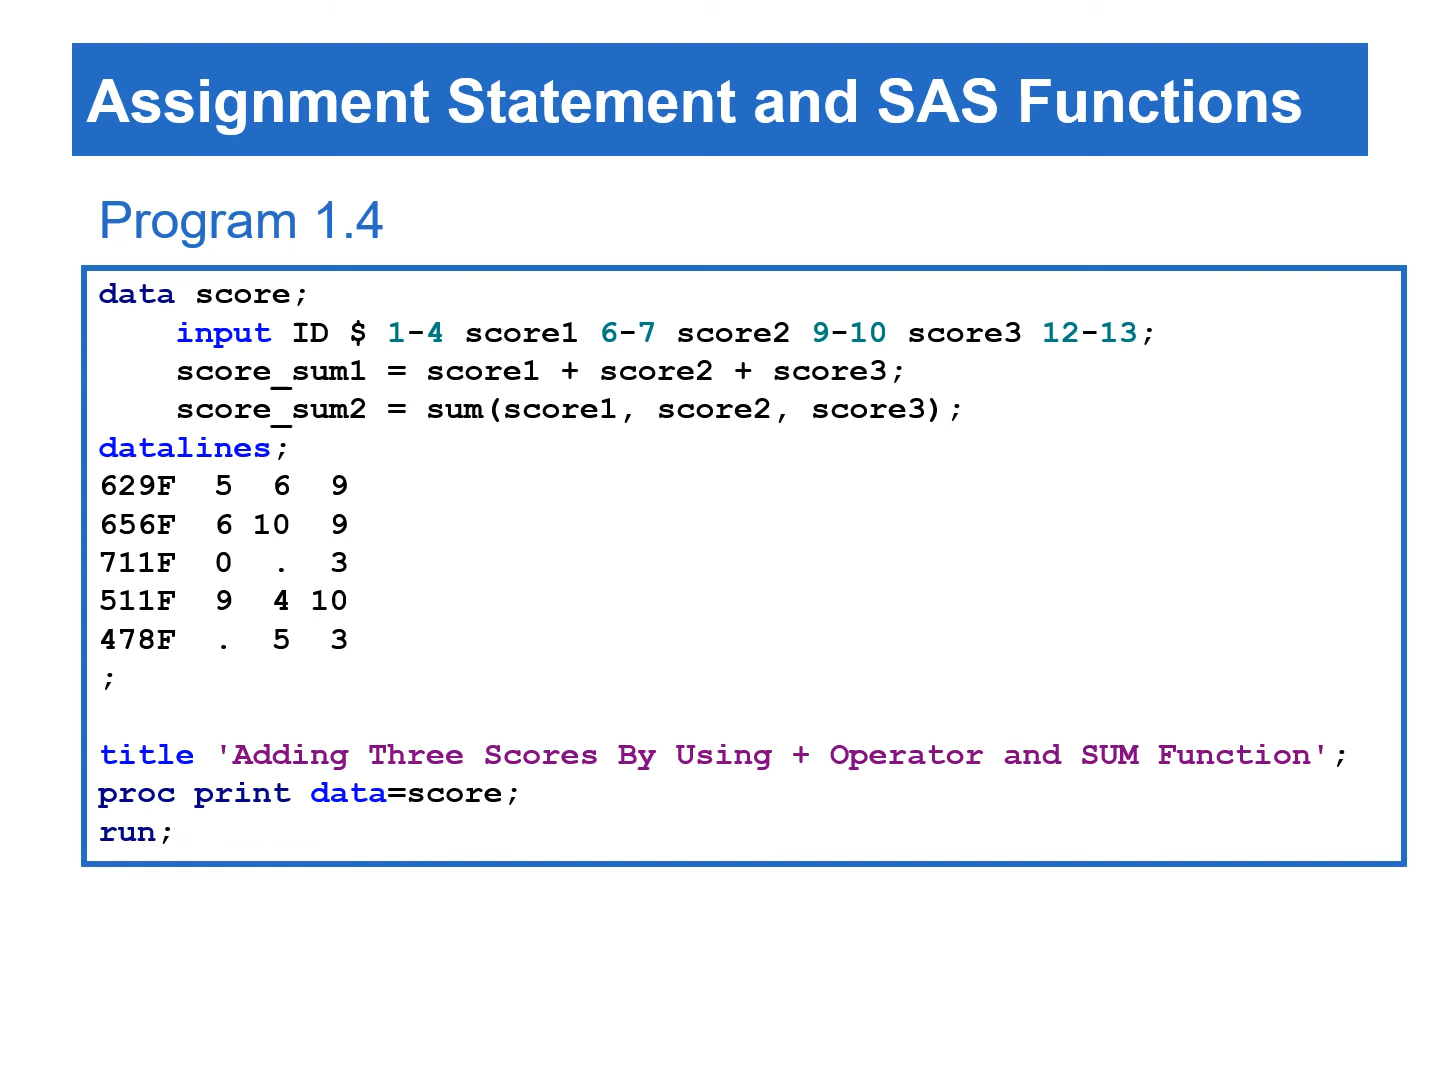 Assignment Statement and SAS Functions
Program 1.4
data score;
    input ID $ 1-4 score1 6-7 score2 9-10 score3 12-13;
    score_sum1 = score1 + score2 + score3;
    score_sum2 = sum(score1, score2, score3);
datalines;
629F  5  6  9
656F  6 10  9
711F  0  .  3
511F  9  4 10
478F  .  5  3
;
title 'Adding Three Scores By Using + Operator and SUM Function';
proc print data=score;
run;